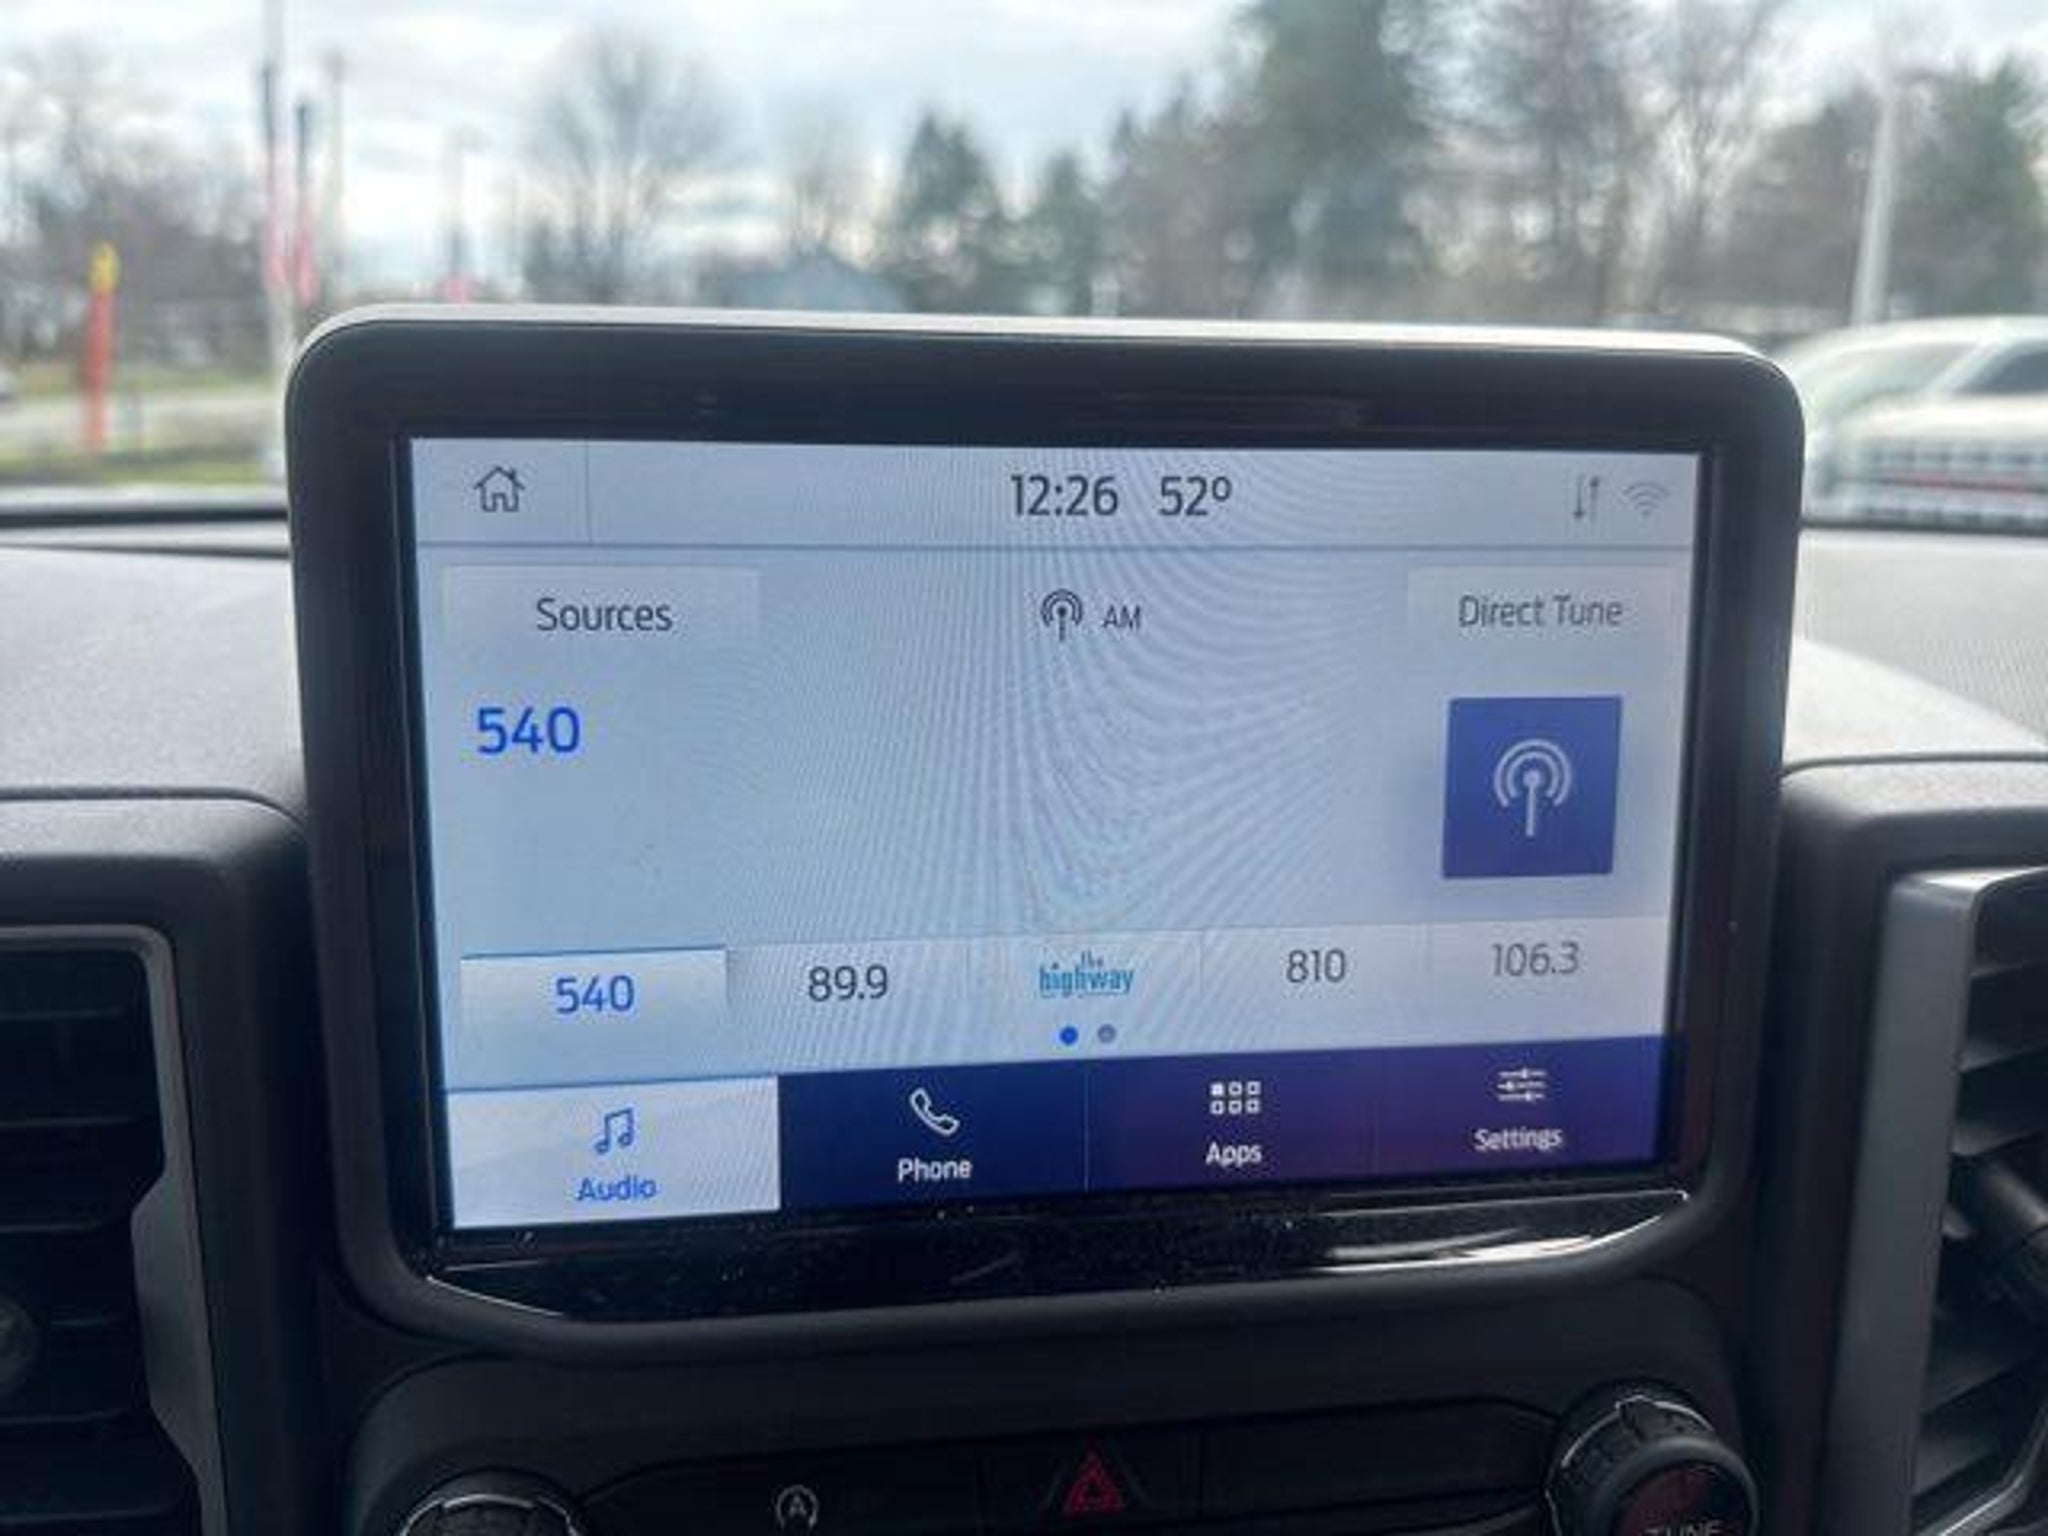 12:26 52°
Sources AM Direct Tune
540
540 89.9 the highway 810 106.3
Audio Phone Apps Settings
A
TUNE